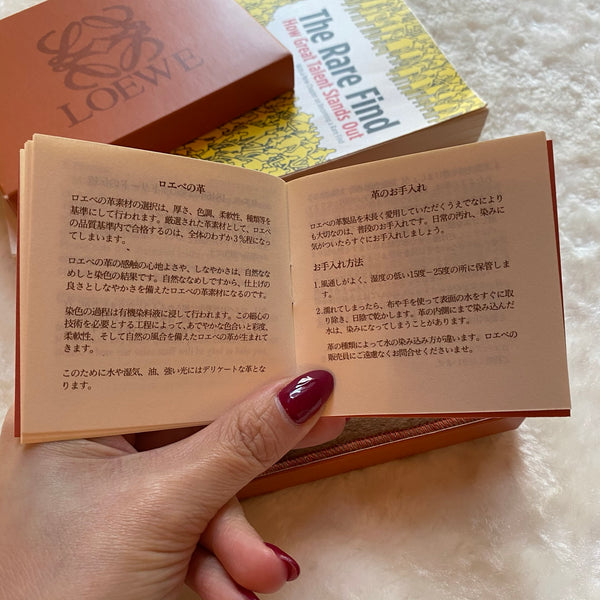 LOEWE
The Rare Find
How Great Talent Stands Out
ロエベの革
ロエベの革素材の選択は、厚さ、色調、柔軟性、種類等を
基準にして行われます。厳選された革素材として、ロエベ
の品質基準内で合格するのは、全体のわずか3%程になっ
てしまいます。
ロエベの革の感触の心地よさや、しなやかさは、自然なな
めしと染色の結果です。自然ななめしですから、仕上げの
良さとしなやかさを備えたロエベの革素材になるのです。
染色の過程は有機染料液に浸して行われます。この細心の
技術を必要とする工程によって、あでやかな色合いと彩度、
柔軟性、そして自然の風合を備えたロエベの革が生まれて
きます。
このために水や湿気、油、強い光にはデリケートな革とな
ります。
革のお手入れ
ロエベの革製品を末長く愛用していただくうえでなにより
も大切なのは、普段のお手入れです。日常の汚れ、染みに
気がついたらすぐにお手入れしましょう。
お手入れ方法
1.風通しがよく、湿度の低い15度−25度の所に保管しま
す。
2.濡れてしまったら、布や手を使って表面の水をすぐに取
り除き、日陰で乾かします。革の内側にまで染み込んだ
水は、染みになってしまうことがあります。
革の種類によって水の染み込み方が違います。ロエベの
販売員にご遠慮なくお問合せくださいませ。